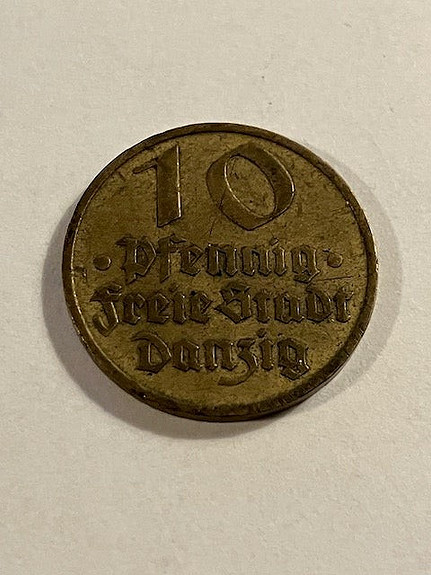 10
· Pfennig ·
Freie Stadt
Danzig